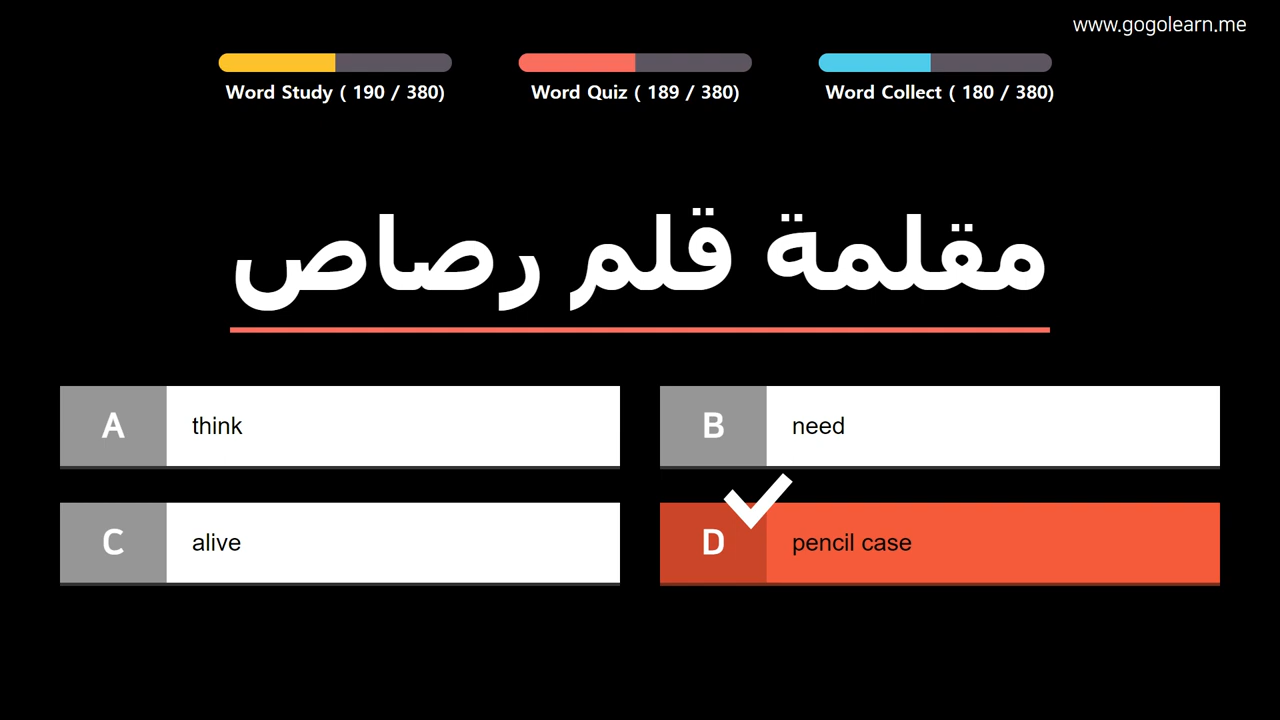 www.gogolearn.me
Word Study ( 190 / 380)
Word Quiz ( 189 / 380)
Word Collect ( 180 / 380)
مقلمة قلم رصاص
A
think
B
need
C
alive
D
pencil case